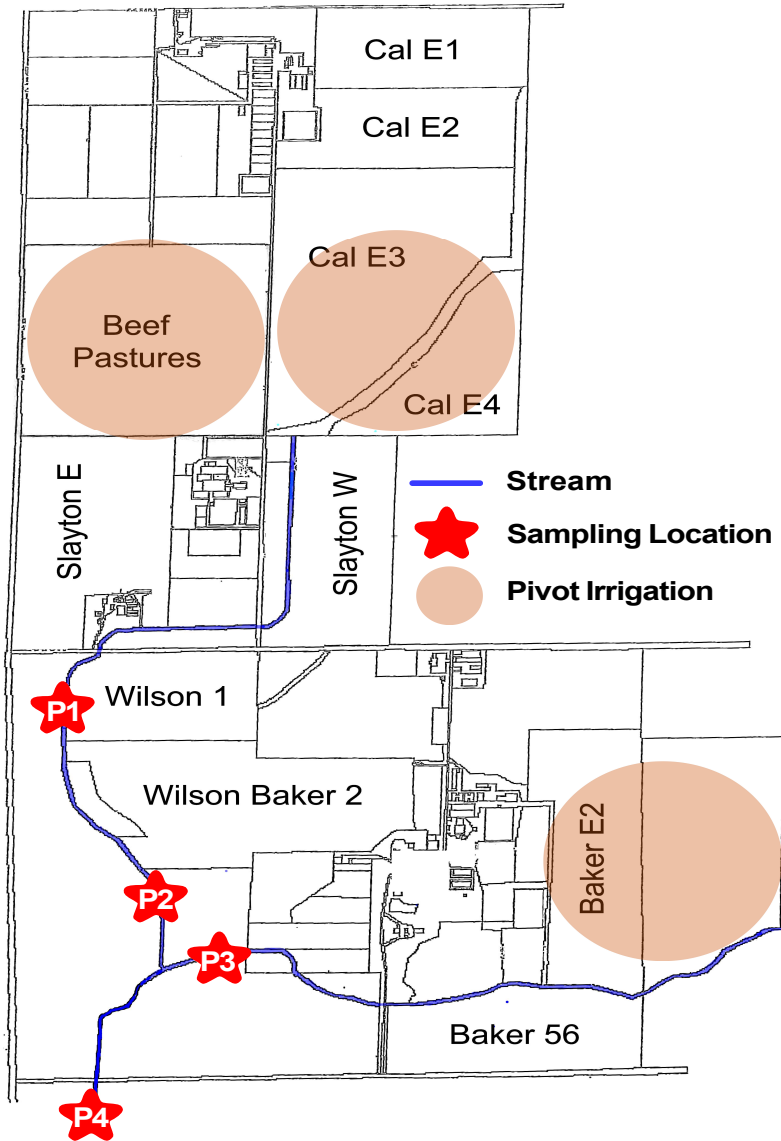 Cal E1
Cal E2
Cal E3
Beef
Pastures
Cal E4
Slayton E
Slayton W
Stream
Sampling Location
Pivot Irrigation
P1
Wilson 1
Wilson Baker 2
Baker E2
P2
P3
Baker 56
P4